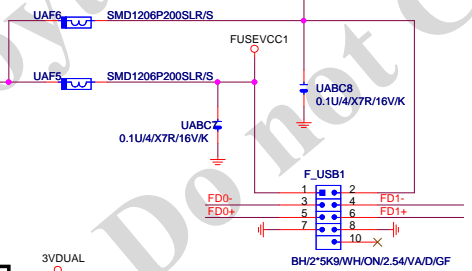 UAF6
SMD1206P200SLR/S
FUSEVCC1
UAF5
SMD1206P200SLR/S
UABC8
0.1U/4/X7R/16V/K
UABC7
0.1U/4/X7R/16V/K
F_USB1
1 2
FD0- 3 4 FD1-
FD0+ 5 6 FD1+
7 8
10
BH/2*5K9/WH/ON/2.54/VA/D/GF
3VDUAL
Do not C